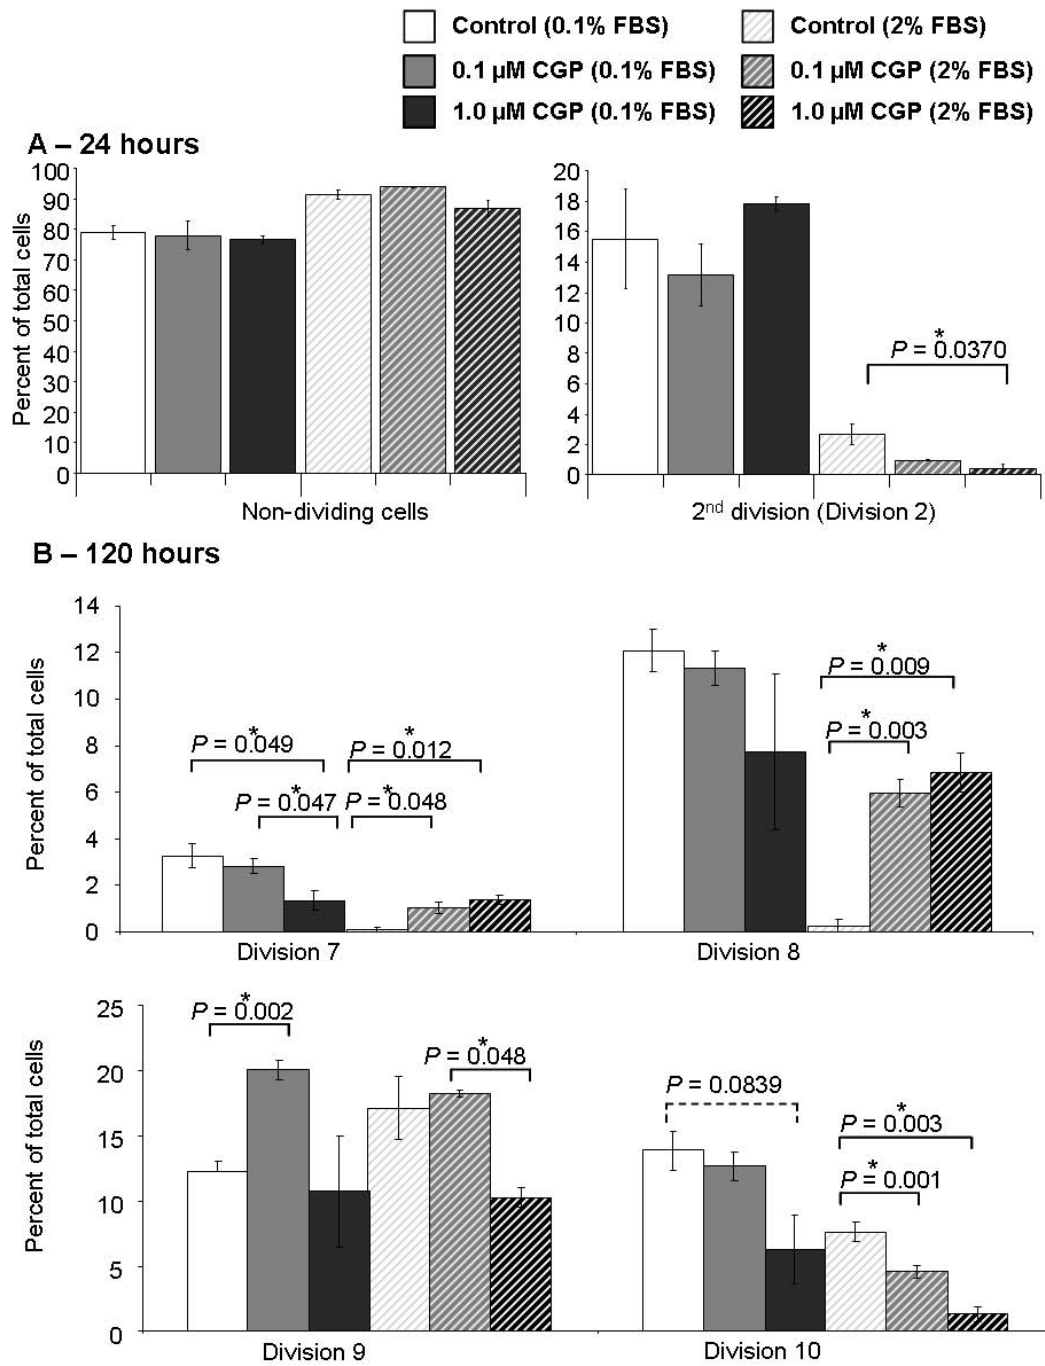 Control (0.1% FBS) Control (2% FBS)
0.1 µM CGP (0.1% FBS) 0.1 µM CGP (2% FBS)
1.0 µM CGP (0.1% FBS) 1.0 µM CGP (2% FBS)
A – 24 hours
Percent of total cells
100
90
80
70
60
50
40
30
20
10
0
Non-dividing cells
20
18
16
14
12
10
8
6
4
2
0
*
P = 0.0370
2nd division (Division 2)
B – 120 hours
Percent of total cells
14
12
10
8
6
4
2
0
*
P = 0.049
*
P = 0.012
*
P = 0.047
*
P = 0.048
Division 7
*
P = 0.009
*
P = 0.003
Division 8
Percent of total cells
25
20
15
10
5
0
*
P = 0.002
*
P = 0.048
Division 9
P = 0.0839
*
P = 0.003
*
P = 0.001
Division 10